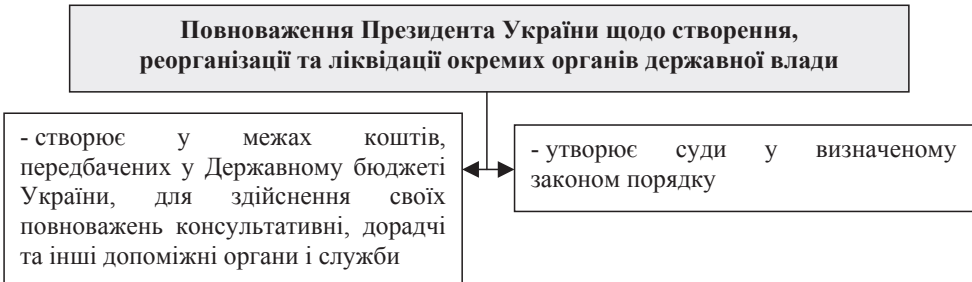 Повноваження Президента України щодо створення,
реорганізації та ліквідації окремих органів державної влади
- створює у межах коштів,
передбачених у Державному бюджеті
України, для здійснення своїх
повноважень консультативні, дорадчі
та інші допоміжні органи і служби
- утворює суди у визначеному
законом порядку